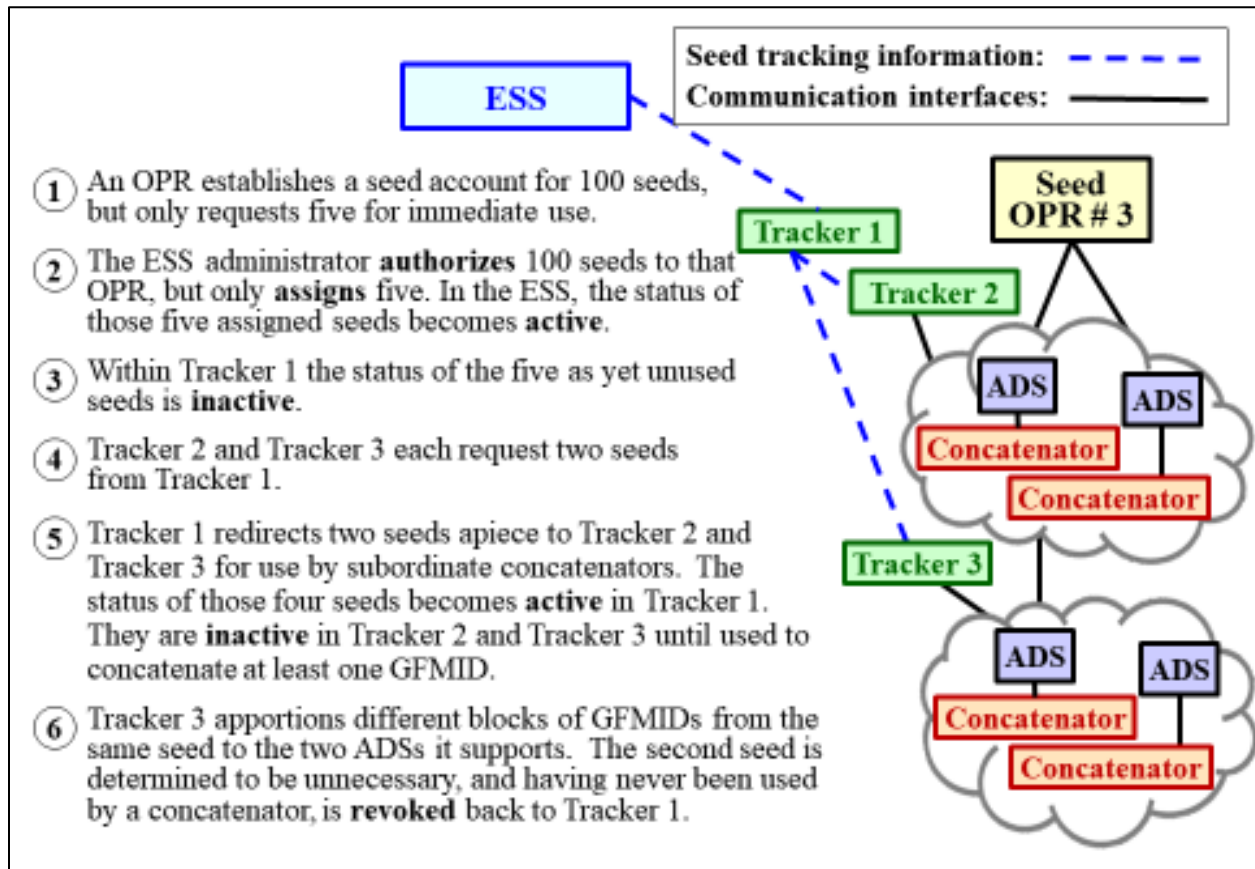 Seed tracking information:
Communication interfaces:
ESS
Seed
OPR # 3
Tracker 1
Tracker 2
Tracker 3
ADS
ADS
Concatenator
Concatenator
ADS
ADS
Concatenator
Concatenator
1 An OPR establishes a seed account for 100 seeds,
but only requests five for immediate use.
2 The ESS administrator authorizes 100 seeds to that
OPR, but only assigns five. In the ESS, the status of
those five assigned seeds becomes active.
3 Within Tracker 1 the status of the five as yet unused
seeds is inactive.
4 Tracker 2 and Tracker 3 each request two seeds
from Tracker 1.
5 Tracker 1 redirects two seeds apiece to Tracker 2 and
Tracker 3 for use by subordinate concatenators. The
status of those four seeds becomes active in Tracker 1.
They are inactive in Tracker 2 and Tracker 3 until used to
concatenate at least one GFMID.
6 Tracker 3 apportions different blocks of GFMIDs from the
same seed to the two ADSs it supports. The second seed is
determined to be unnecessary, and having never been used
by a concatenator, is revoked back to Tracker 1.